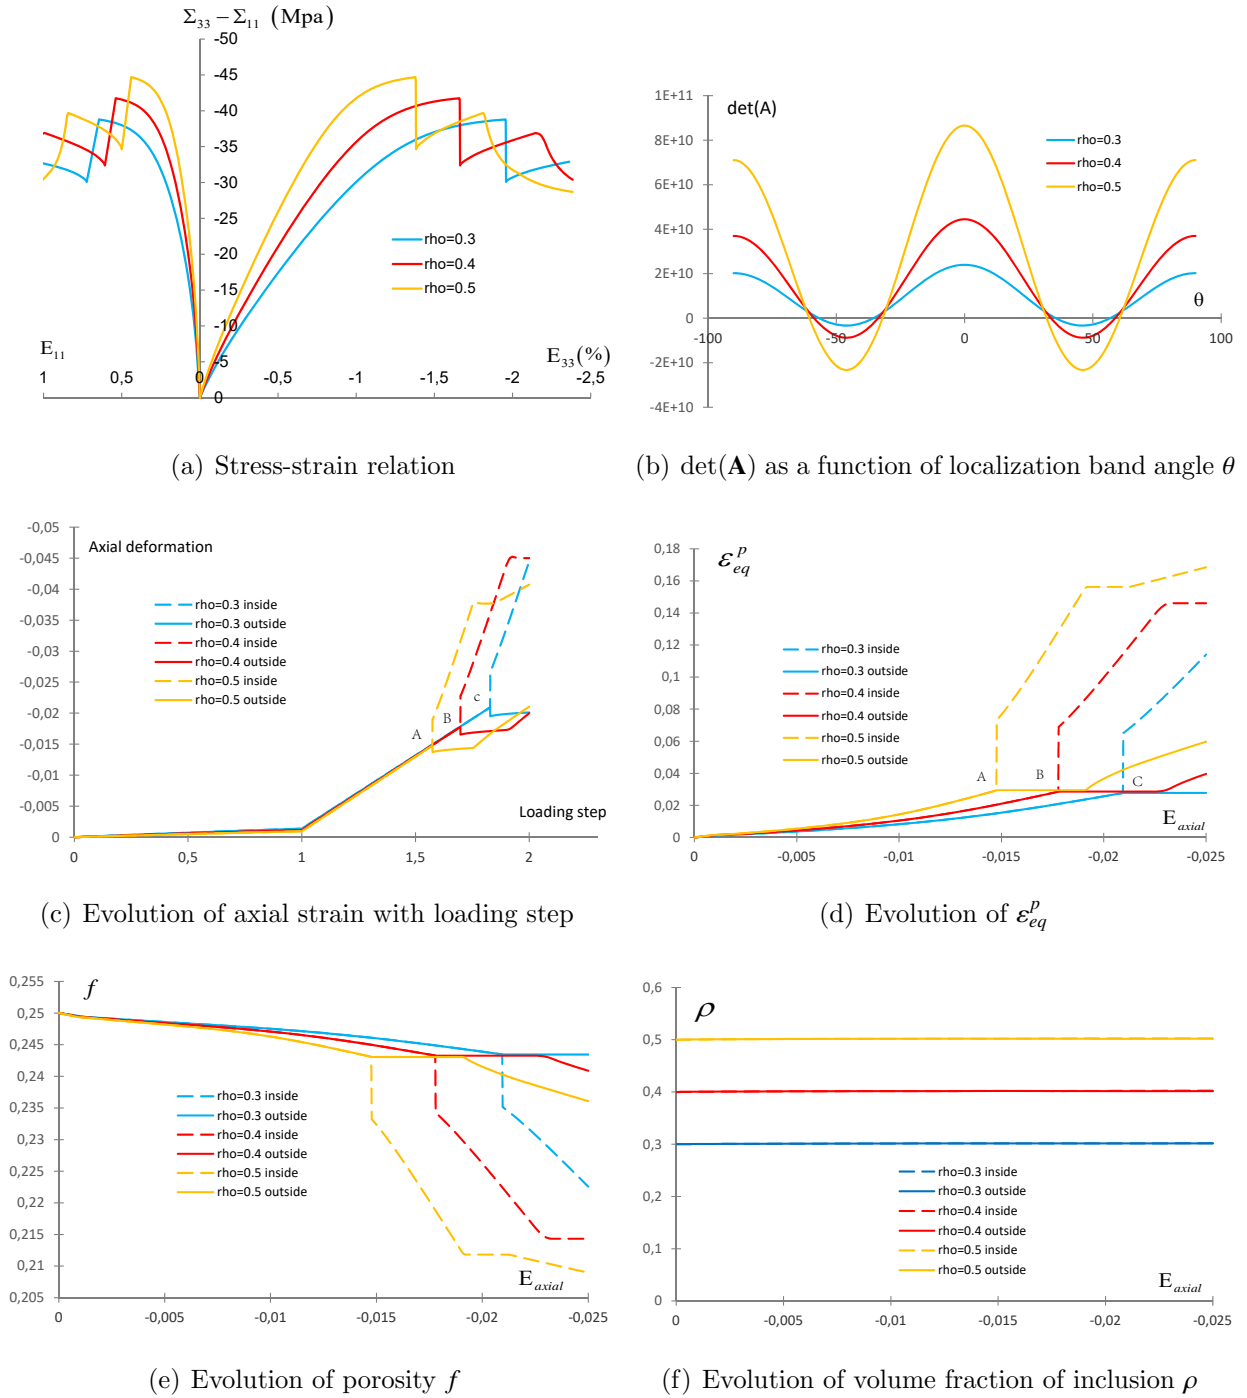 Σ33 − Σ11 (Mpa)
-50
-45
-40
-35
-30
-25
-20
-15
-10
-5
0
rho=0.3
rho=0.4
rho=0.5
E11
E33(%)
1
0,5
0
-0,5
-1
-1,5
-2
-2,5
(a) Stress-strain relation
det(A)
1E+11
8E+10
6E+10
4E+10
2E+10
0
-2E+10
-4E+10
rho=0.3
rho=0.4
rho=0.5
θ
-100
-50
0
50
100
(b) det(A) as a function of localization band angle θ
Axial deformation
-0,05
-0,045
-0,04
-0,035
-0,03
-0,025
-0,02
-0,015
-0,01
-0,005
0
rho=0.3 inside
rho=0.3 outside
rho=0.4 inside
rho=0.4 outside
rho=0.5 inside
rho=0.5 outside
A
B
c
Loading step
0
0,5
1
1,5
2
(c) Evolution of axial strain with loading step
ε^p_eq
0,18
0,16
0,14
0,12
0,1
0,08
0,06
0,04
0,02
0
rho=0.3 inside
rho=0.3 outside
rho=0.4 inside
rho=0.4 outside
rho=0.5 inside
rho=0.5 outside
A
B
C
E axial
0
-0,005
-0,01
-0,015
-0,02
-0,025
(d) Evolution of ε^p_eq
f
0,255
0,25
0,245
0,24
0,235
0,23
0,225
0,22
0,215
0,21
0,205
rho=0.3 inside
rho=0.3 outside
rho=0.4 inside
rho=0.4 outside
rho=0.5 inside
rho=0.5 outside
E axial
0
-0,005
-0,01
-0,015
-0,02
-0,025
(e) Evolution of porosity f
ρ
0,6
0,5
0,4
0,3
0,2
0,1
0
rho=0.3 inside
rho=0.3 outside
rho=0.4 inside
rho=0.4 outside
rho=0.5 inside
rho=0.5 outside
E axial
0
-0,005
-0,01
-0,015
-0,02
-0,025
(f) Evolution of volume fraction of inclusion ρ